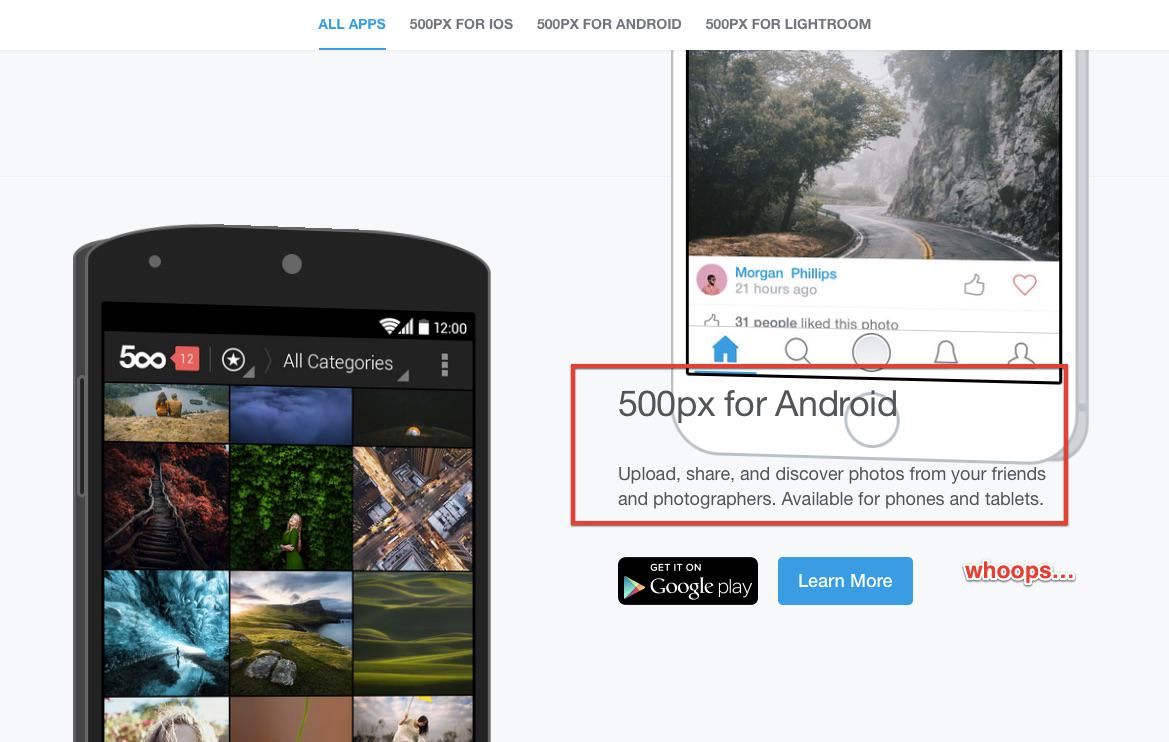 ALL APPS 500PX FOR IOS 500PX FOR ANDROID 500PX FOR LIGHTROOM
Morgan Phillips
21 hours ago
31 people liked this photo
12:00
500 12 All Categories
500px for Android
Upload, share, and discover photos from your friends
and photographers. Available for phones and tablets.
GET IT ON
Google play
Learn More
whoops...